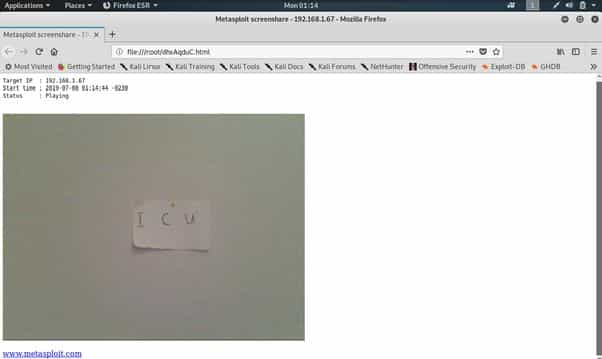 Applications Places Firefox ESR Mon 01:14 1
Metasploit screenshare - 192.168.1.67 - Mozilla Firefox
Metasploit screenshare - 19
file:///root/dhxAqduC.html
Most Visited Getting Started Kali Linux Kali Training Kali Tools Kali Docs Kali Forums NetHunter Offensive Security Exploit-DB GHDB
Target IP : 192.168.1.67
Start time : 2019-07-08 01:14:44 -0230
Status : Playing
I C U
www.metasploit.com